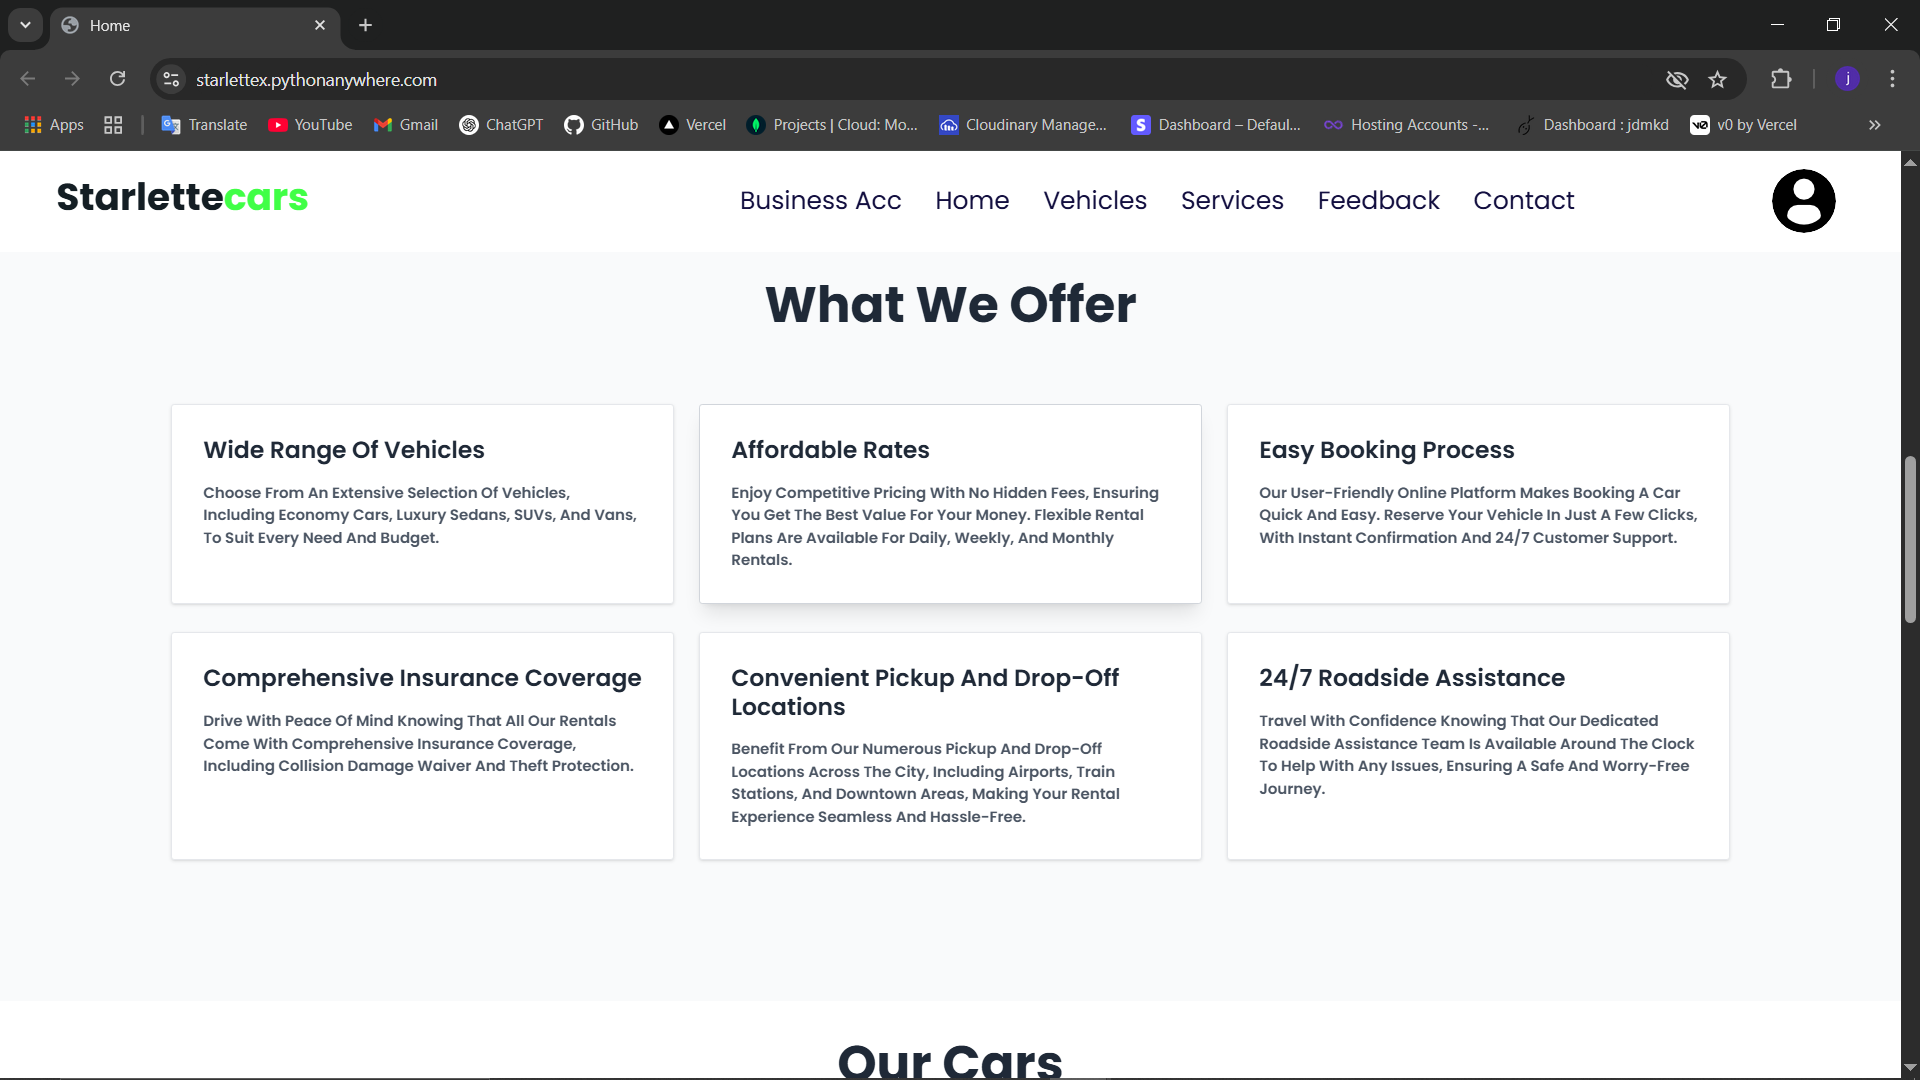 Home
starlettex.pythonanywhere.com
j
Apps
Translate
YouTube
Gmail
ChatGPT
GitHub
Vercel
Projects | Cloud: Mo...
Cloudinary Manage...
Dashboard – Defaul...
Hosting Accounts -...
Dashboard : jdmkd
v0 by Vercel
Starlettecars
Business Acc
Home
Vehicles
Services
Feedback
Contact
What We Offer
Wide Range Of Vehicles
Choose From An Extensive Selection Of Vehicles,
Including Economy Cars, Luxury Sedans, SUVs, And Vans,
To Suit Every Need And Budget.
Affordable Rates
Enjoy Competitive Pricing With No Hidden Fees, Ensuring
You Get The Best Value For Your Money. Flexible Rental
Plans Are Available For Daily, Weekly, And Monthly
Rentals.
Easy Booking Process
Our User-Friendly Online Platform Makes Booking A Car
Quick And Easy. Reserve Your Vehicle In Just A Few Clicks,
With Instant Confirmation And 24/7 Customer Support.
Comprehensive Insurance Coverage
Drive With Peace Of Mind Knowing That All Our Rentals
Come With Comprehensive Insurance Coverage,
Including Collision Damage Waiver And Theft Protection.
Convenient Pickup And Drop-Off
Locations
Benefit From Our Numerous Pickup And Drop-Off
Locations Across The City, Including Airports, Train
Stations, And Downtown Areas, Making Your Rental
Experience Seamless And Hassle-Free.
24/7 Roadside Assistance
Travel With Confidence Knowing That Our Dedicated
Roadside Assistance Team Is Available Around The Clock
To Help With Any Issues, Ensuring A Safe And Worry-Free
Journey.
Our Cars